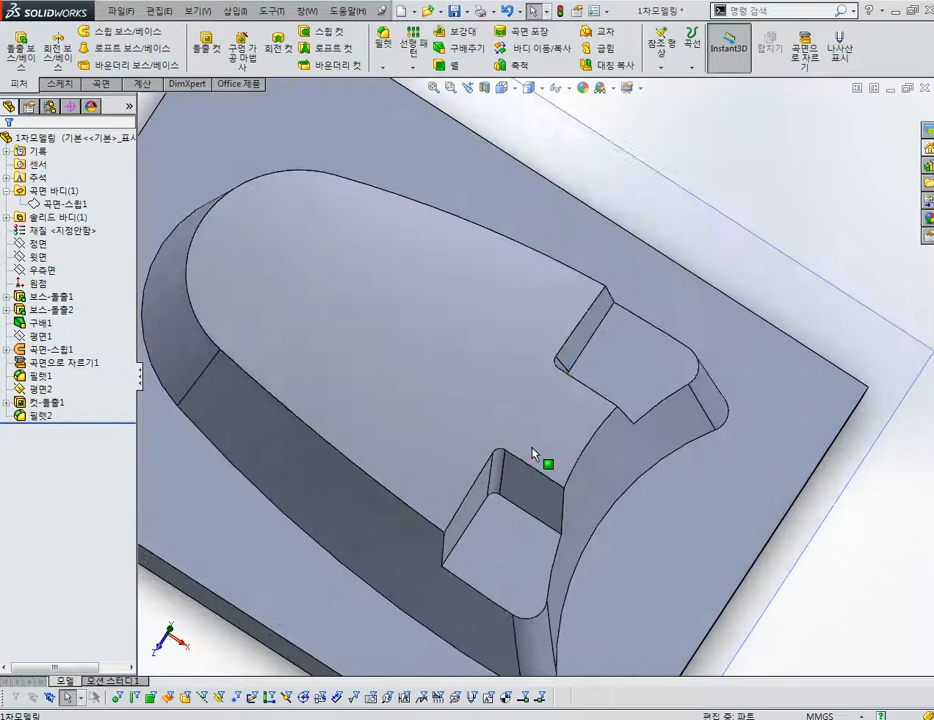 SOLIDWORKS 파일(F) 편집(E) 보기(V) 삽입(I) 도구(T) 창(W) 도움말(H) 1차모델링 * 명령 검색
돌출 보스/베이스
회전 보스/베이스
스윕 보스/베이스
로프트 보스/베이스
바운더리 보스/베이스
돌출 컷
구멍 가공 마법사
회전 컷
스윕 컷
로프트 컷
바운더리 컷
필렛
선형 패턴
보강대
구배주기
쉘
곡면 포장
바디 이동/복사
축척
교차
굽힘
대칭 복사
참조 형상
곡선
Instant3D
합치기
곡면으로 자르기
나사산 표시
피처 스케치 곡면 계산 DimXpert Office 제품
1차모델링 (기본<<기본>_표시
기록
센서
주석
곡면 바디(1)
곡면-스윕1
솔리드 바디(1)
재질 <지정안함>
정면
윗면
우측면
원점
보스-돌출1
보스-돌출2
구배1
평면1
곡면-스윕1
곡면으로 자르기1
필렛1
평면2
컷-돌출1
필렛2
Y
X
Z
모델 모션 스터디 1
1차모델링 편집 중: 파트 MMGS